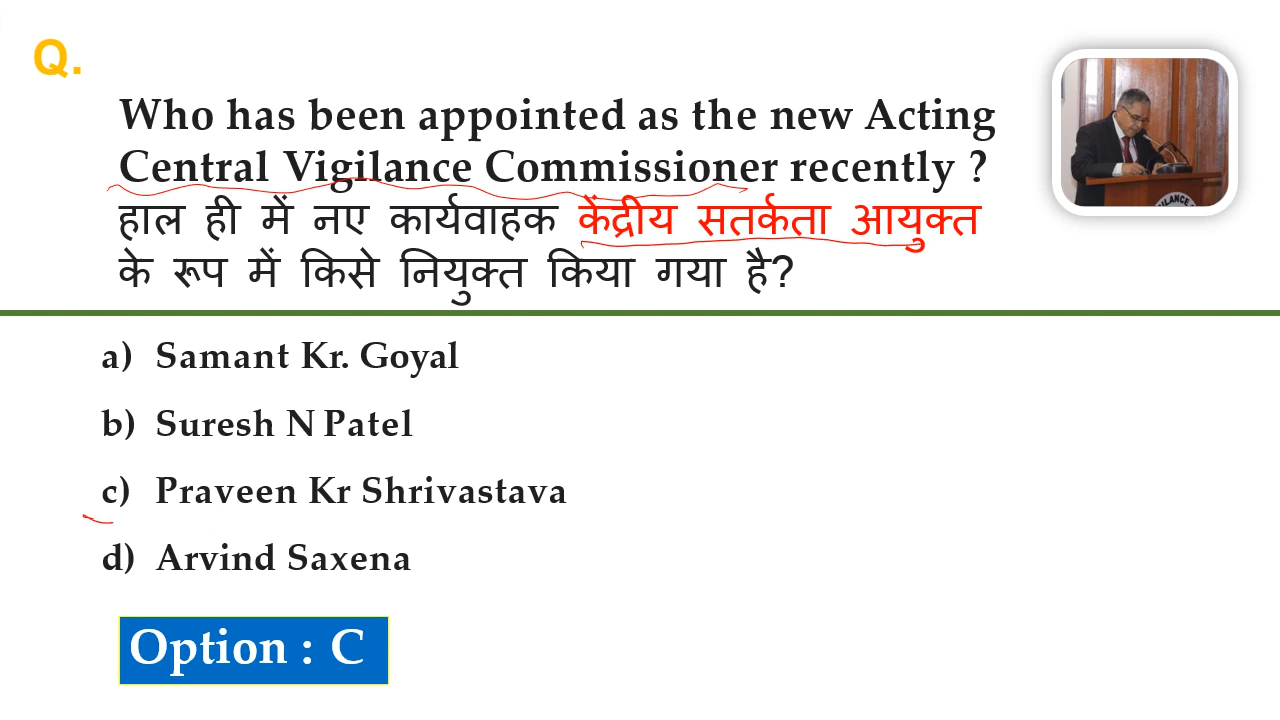 Q.
Who has been appointed as the new Acting
Central Vigilance Commissioner recently ?
हाल ही में नए कार्यवाहक केंद्रीय सतर्कता आयुक्त
के रूप में किसे नियुक्त किया गया है?
a) Samant Kr. Goyal
b) Suresh N Patel
c) Praveen Kr Shrivastava
d) Arvind Saxena
Option : C